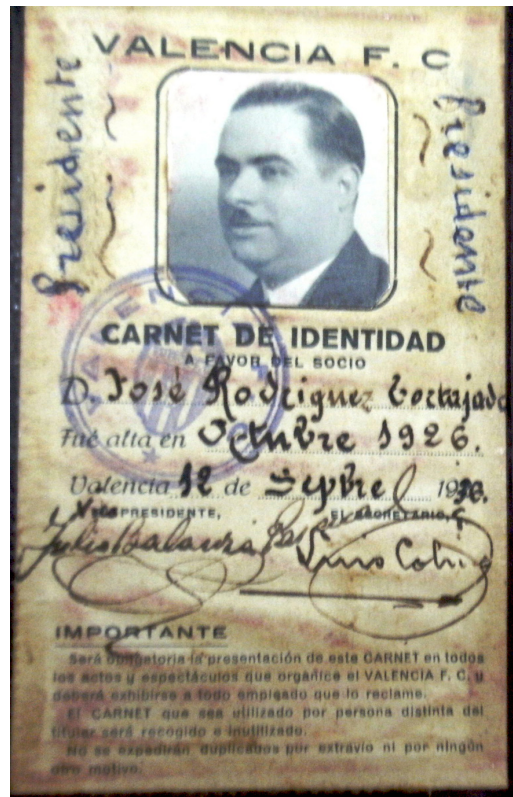 VALENCIA F. C
Presidente
Presidente
CARNET DE IDENTIDAD
A FAVOR DEL SOCIO
D. José Rodriguez Tortajada
Fué alta en Octubre 1926.
Valencia 12 de Sepbre 1936.
VicePRESIDENTE, EL SECRETARIO,
Julio
IMPORTANTE
Será obligatoria la presentación de este CARNET en todos
los actos y espectáculos que organice el VALENCIA F. C. y
deberá exhibirse a todo empleado que lo reclame.
El CARNET que sea utilizado por persona distinta del
titular será recogido e inutilizado.
No se expedirán duplicados por extravío ni por ningún
otro motivo.